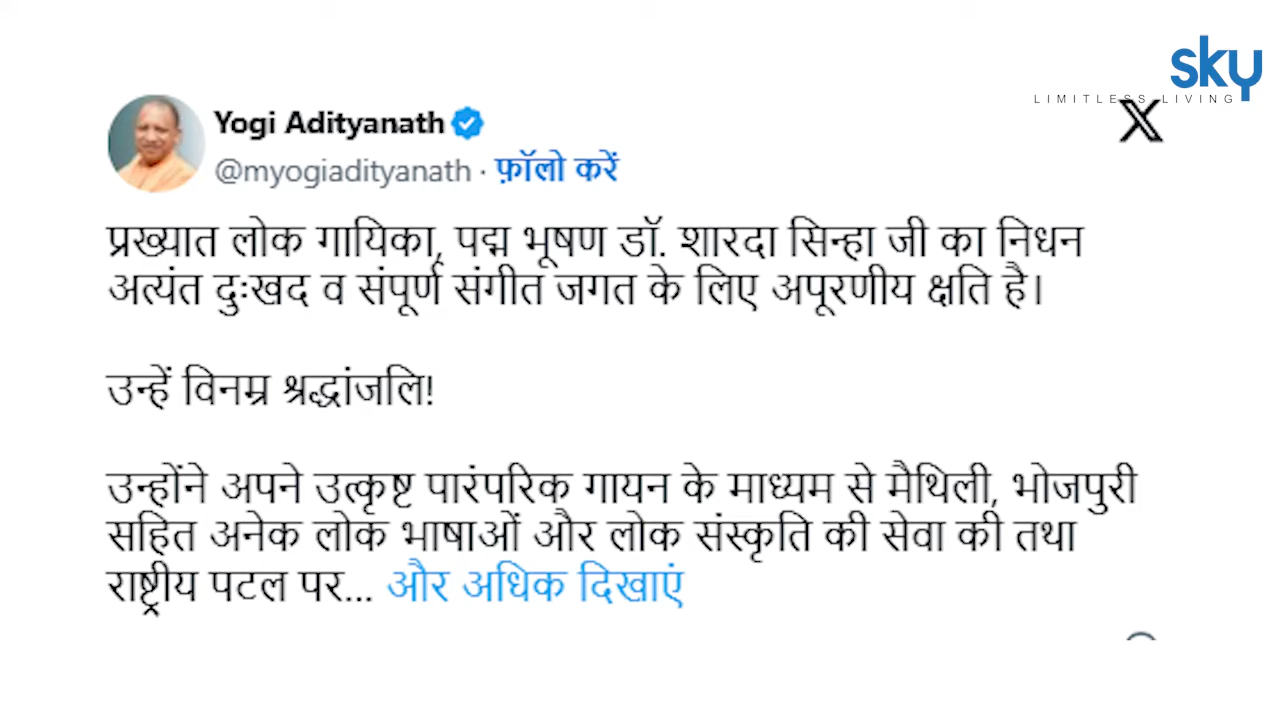 sky
LIMITLESS LIVING
Yogi Adityanath
@myogiadityanath · फ़ॉलो करें
प्रख्यात लोक गायिका, पद्म भूषण डॉ. शारदा सिन्हा जी का निधन
अत्यंत दुःखद व संपूर्ण संगीत जगत के लिए अपूरणीय क्षति है।
उन्हें विनम्र श्रद्धांजलि!
उन्होंने अपने उत्कृष्ट पारंपरिक गायन के माध्यम से मैथिली, भोजपुरी
सहित अनेक लोक भाषाओं और लोक संस्कृति की सेवा की तथा
राष्ट्रीय पटल पर... और अधिक दिखाएं